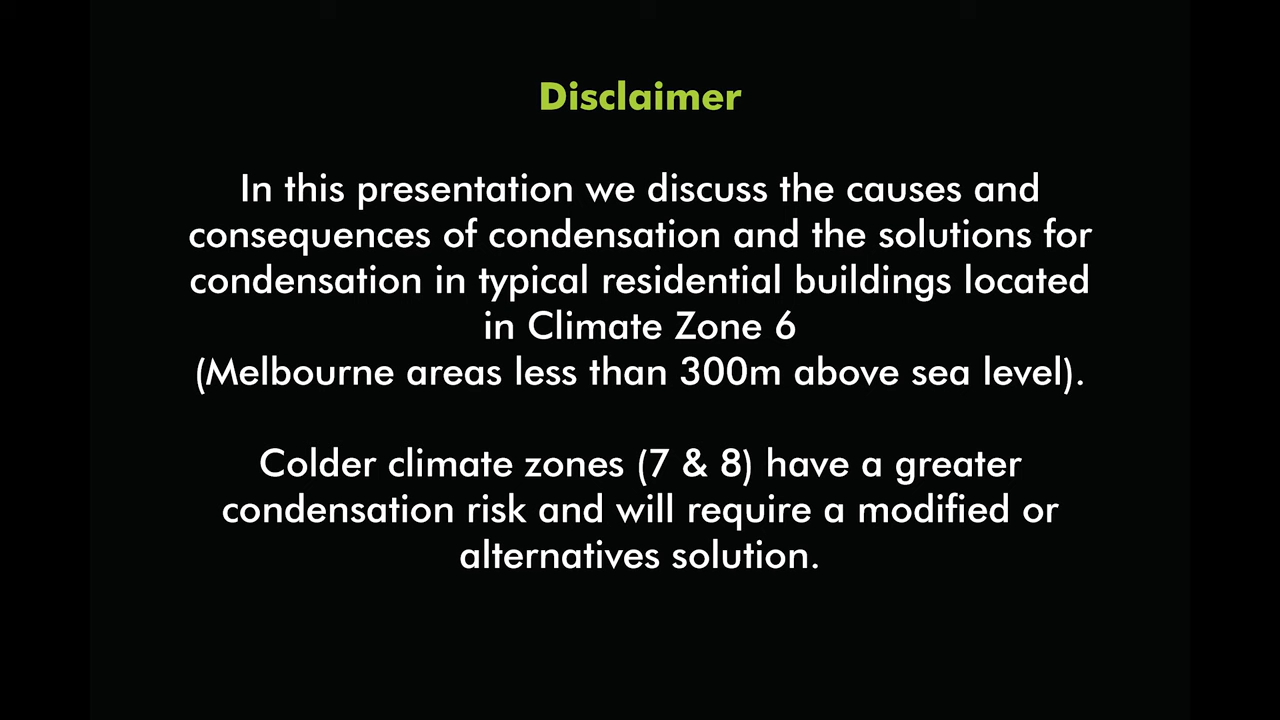 Disclaimer
In this presentation we discuss the causes and
consequences of condensation and the solutions for
condensation in typical residential buildings located
in Climate Zone 6
(Melbourne areas less than 300m above sea level).
Colder climate zones (7 & 8) have a greater
condensation risk and will require a modified or
alternatives solution.